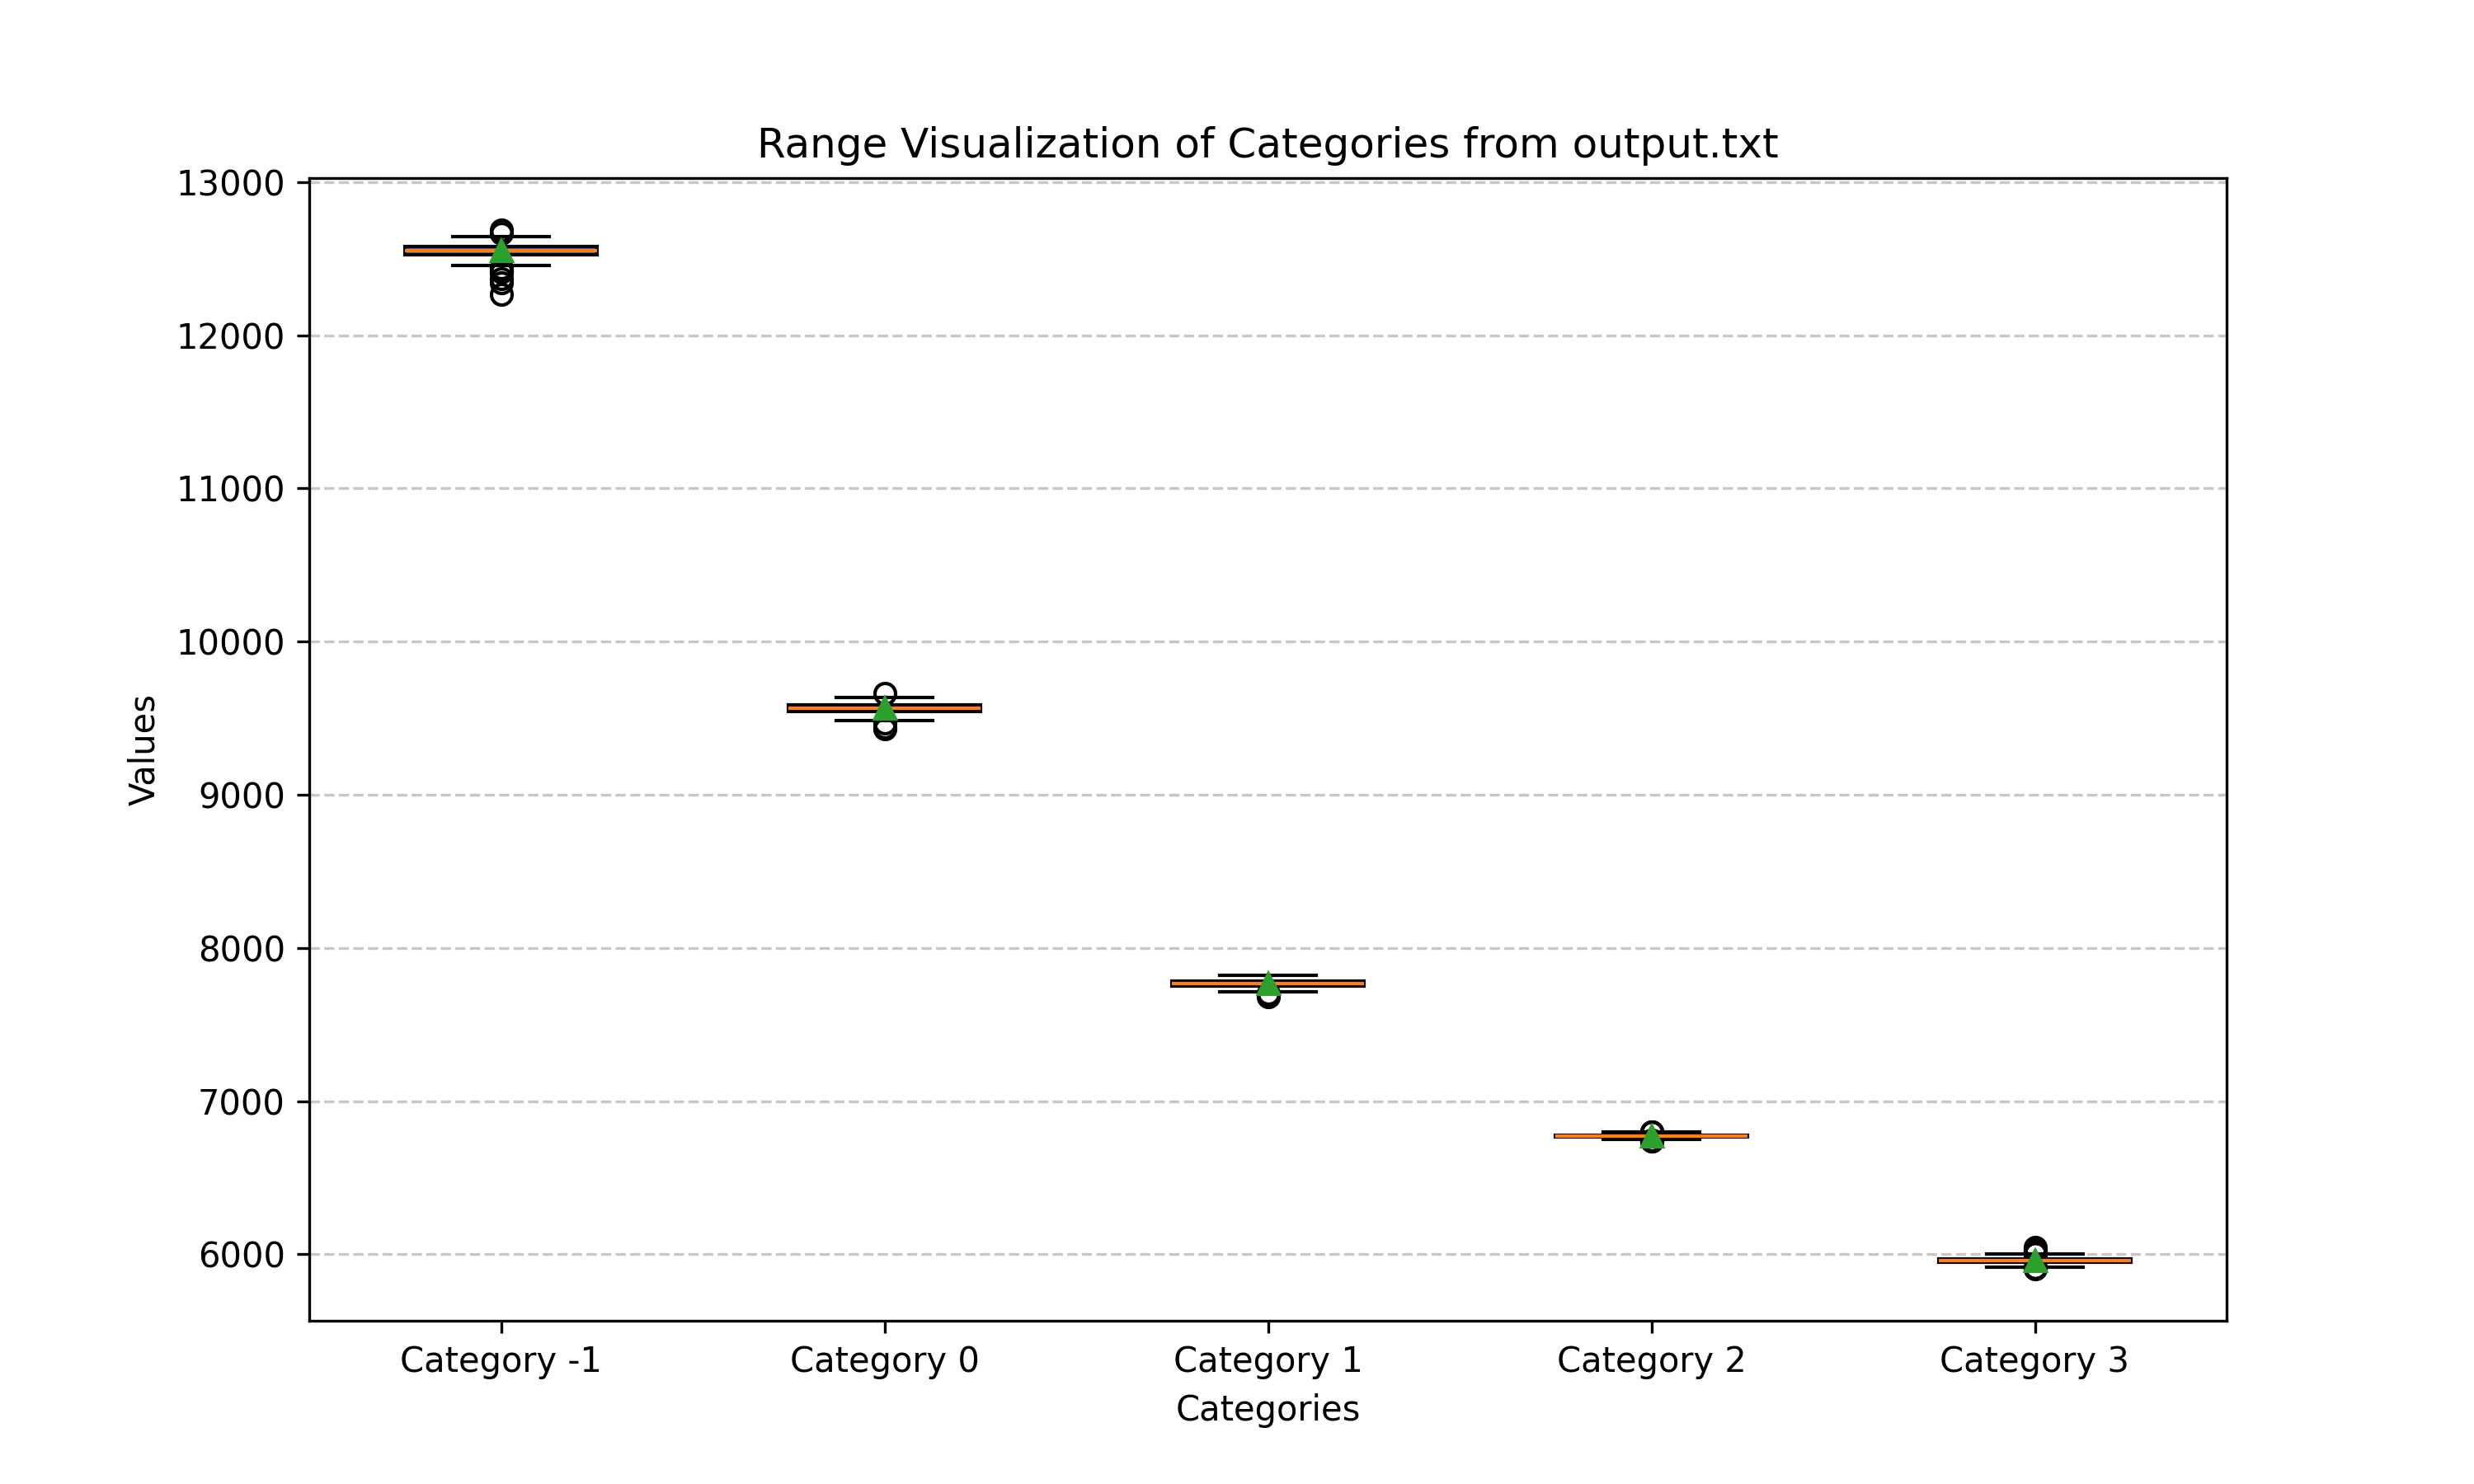 Range Visualization of Categories from output.txt
13000
12000
11000
10000
9000
8000
7000
6000
Values
Category -1
Category 0
Category 1
Category 2
Category 3
Categories